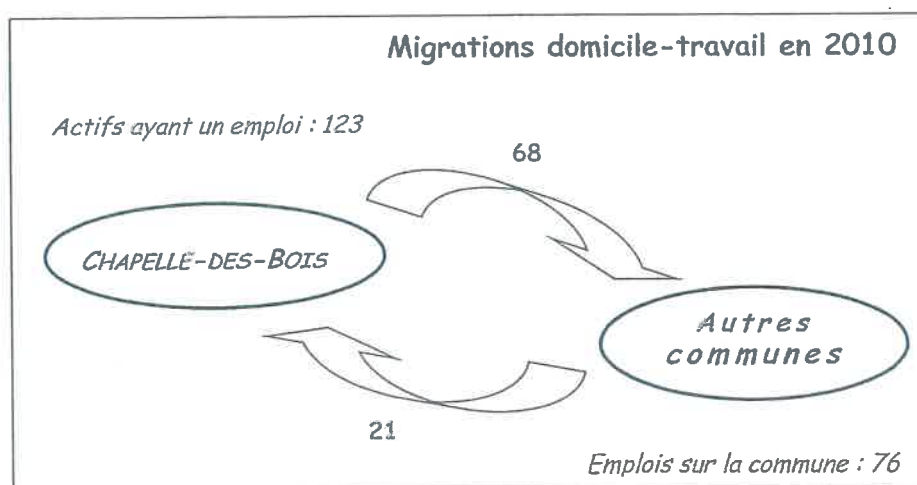 Migrations domicile-travail en 2010
Actifs ayant un emploi : 123
68
CHAPELLE-DES-BOIS
Autres
communes
21
Emplois sur la commune : 76